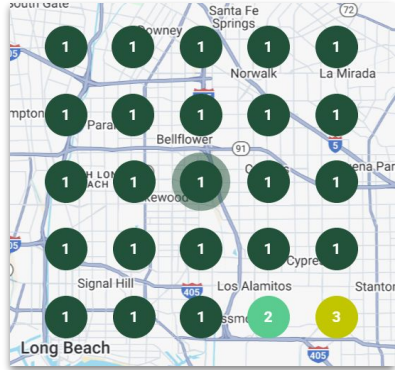 Santa Fe
Springs
72
1 1 1 1 1
Norwalk
La Mirada
1 1 1 1 1
Bellflower
91
5
1 1 1 1 1
1 1 1 1 1
Signal Hill
Los Alamitos
Stanton
405
1 1 1 2 3
Long Beach
405